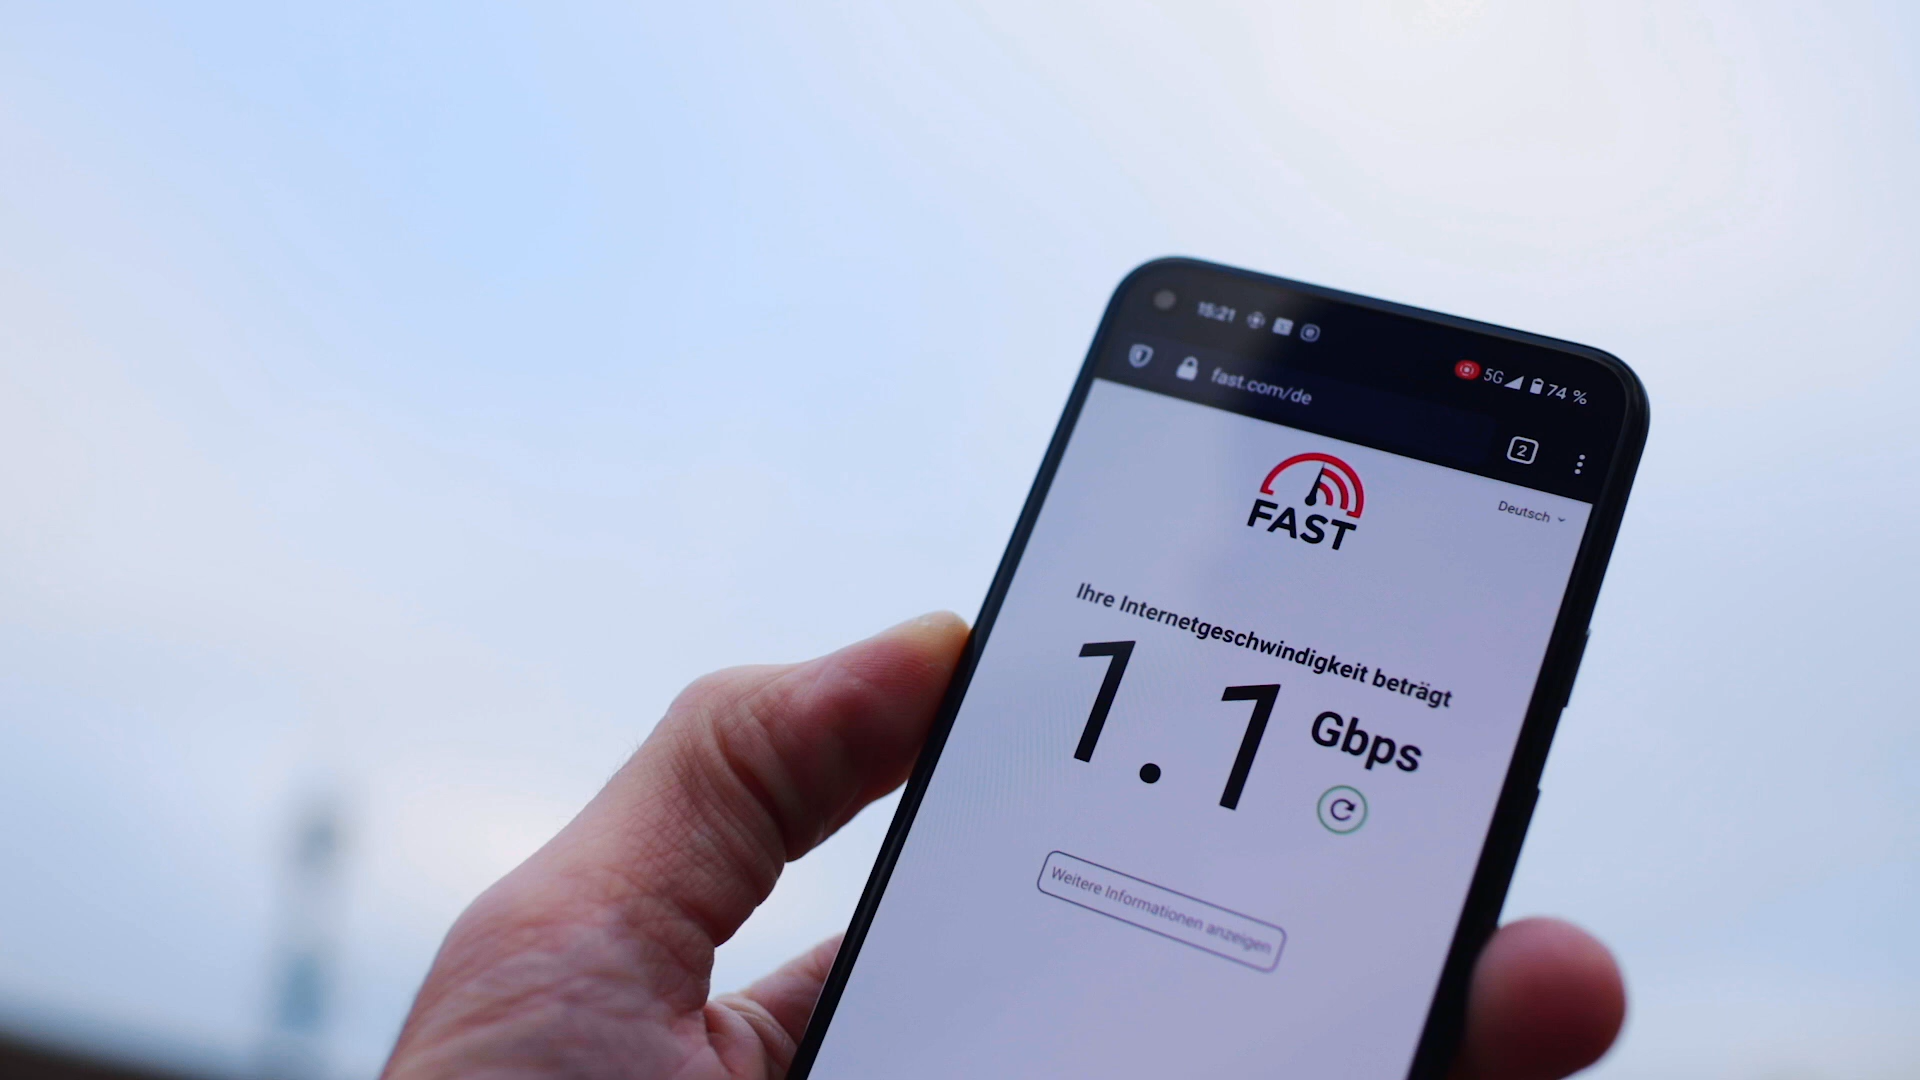 15:21
5G 74 %
fast.com/de
2
FAST
Deutsch
Ihre Internetgeschwindigkeit beträgt
1.1 Gbps
Weitere Informationen anzeigen